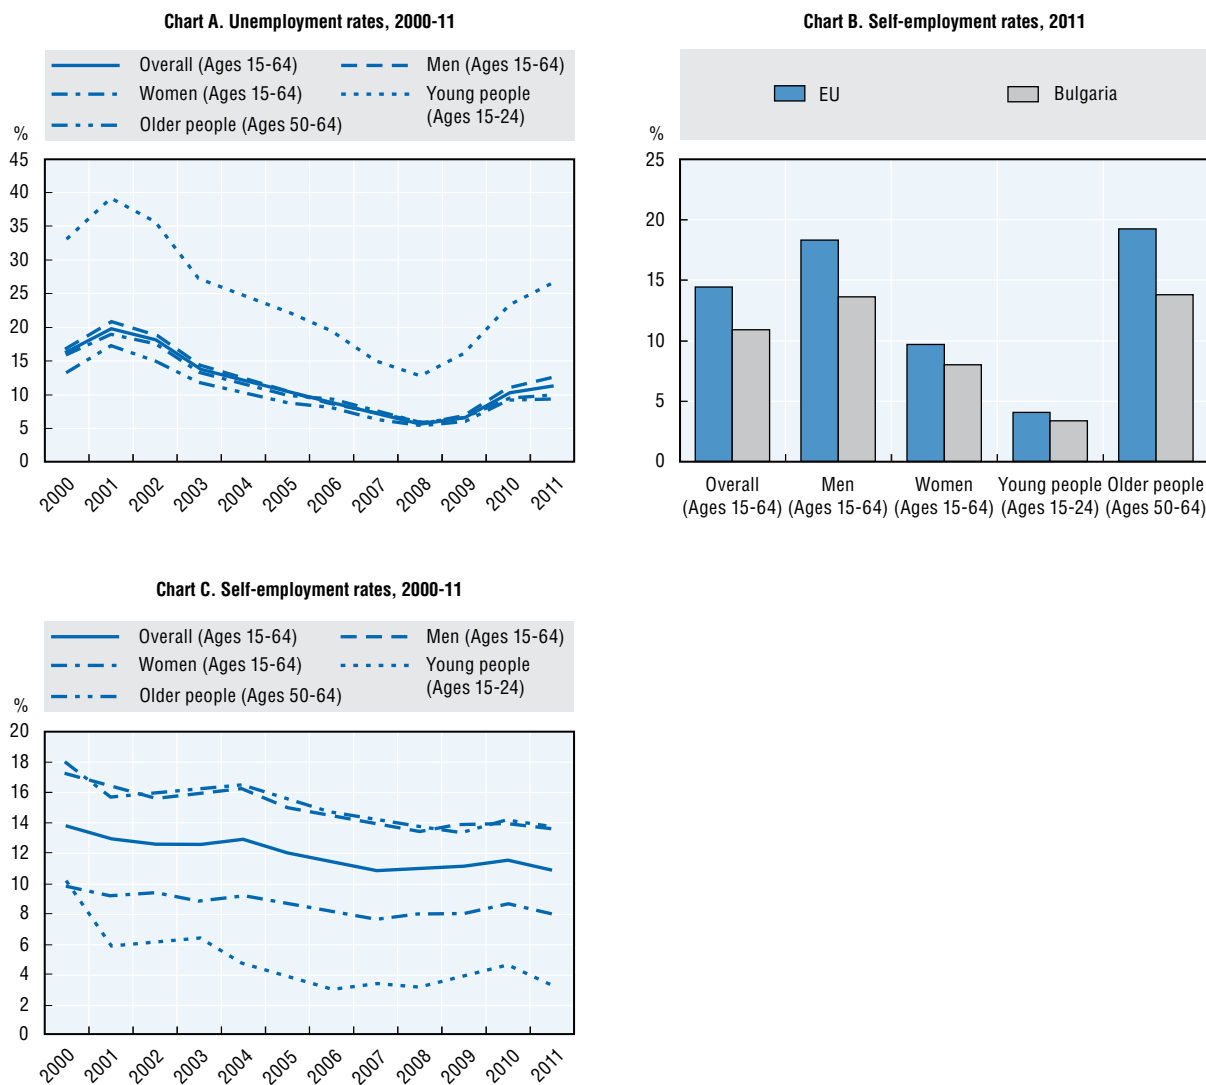 Chart A. Unemployment rates, 2000-11
Overall (Ages 15-64)
Men (Ages 15-64)
Women (Ages 15-64)
Young people
(Ages 15-24)
Older people (Ages 50-64)
%
45
40
35
30
25
20
15
10
5
0
2000
2001
2002
2003
2004
2005
2006
2007
2008
2009
2010
2011
Chart B. Self-employment rates, 2011
EU
Bulgaria
%
25
20
15
10
5
0
Overall
(Ages 15-64)
Men
(Ages 15-64)
Women
(Ages 15-64)
Young people
(Ages 15-24)
Older people
(Ages 50-64)
Chart C. Self-employment rates, 2000-11
Overall (Ages 15-64)
Men (Ages 15-64)
Women (Ages 15-64)
Young people
(Ages 15-24)
Older people (Ages 50-64)
%
20
18
16
14
12
10
8
6
4
2
0
2000
2001
2002
2003
2004
2005
2006
2007
2008
2009
2010
2011